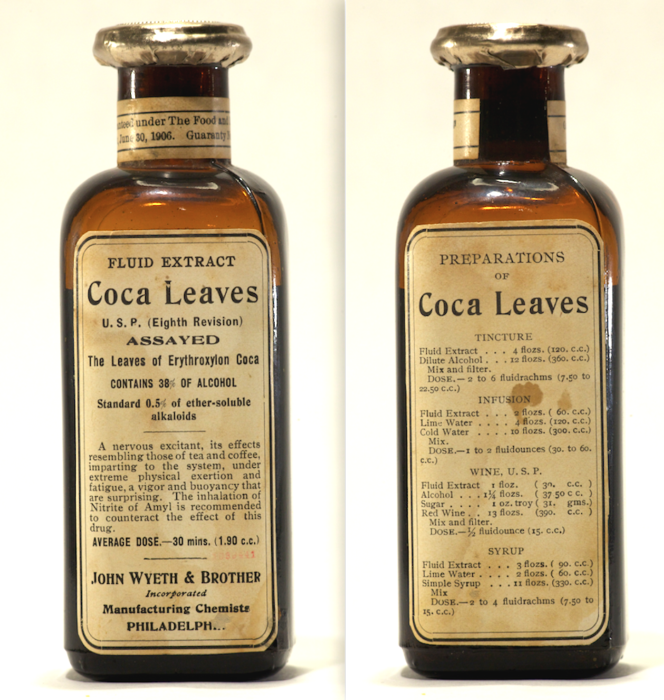 under The Food and
June 30, 1906. Guaranty
FLUID EXTRACT
Coca Leaves
U. S. P. (Eighth Revision)
ASSAYED
The Leaves of Erythroxylon Coca
CONTAINS 38% OF ALCOHOL
Standard 0.5% of ether-soluble
alkaloids
A nervous excitant, its effects
resembling those of tea and coffee,
imparting to the system, under
extreme physical exertion and
fatigue, a vigor and buoyancy that
are surprising. The inhalation of
Nitrite of Amyl is recommended
to counteract the effect of this
drug.
AVERAGE DOSE.—30 mins. (1.90 c.c.)
JOHN WYETH & BROTHER
Incorporated
Manufacturing Chemists
PHILADELPH
PREPARATIONS
OF
Coca Leaves
TINCTURE
Fluid Extract . . . 4 flozs. (120. c.c.)
Dilute Alcohol . . 12 flozs. (360. c.c.)
Mix and filter.
DOSE.—2 to 6 fluidrachms (7.50 to
22.50 c.c.)
INFUSION
Fluid Extract . . . 2 flozs. ( 60. c.c.)
Lime Water . . . . 4 flozs. (120. c.c.)
Cold Water . . . . 10 flozs. (300. c.c.)
Mix.
DOSE.—1 to 2 fluidounces (30. to 60.
c.c.)
WINE, U. S. P.
Fluid Extract 1 floz. ( 30. c.c. )
Alcohol . . . 1¼ flozs. ( 37 50 c c. )
Sugar . . . 1 oz. troy ( 31. gms.)
Red Wine . . 13 flozs. (390. c.c. )
Mix and filter.
DOSE.—½ fluidounce (15. c.c.)
SYRUP
Fluid Extract . . . 3 flozs. ( 90. c.c.)
Lime Water . . . . 2 flozs. ( 60. c.c.)
Simple Syrup . . . 11 flozs. (330. c.c.)
Mix
DOSE.—2 to 4 fluidrachms (7.50 to
15. c.c.)